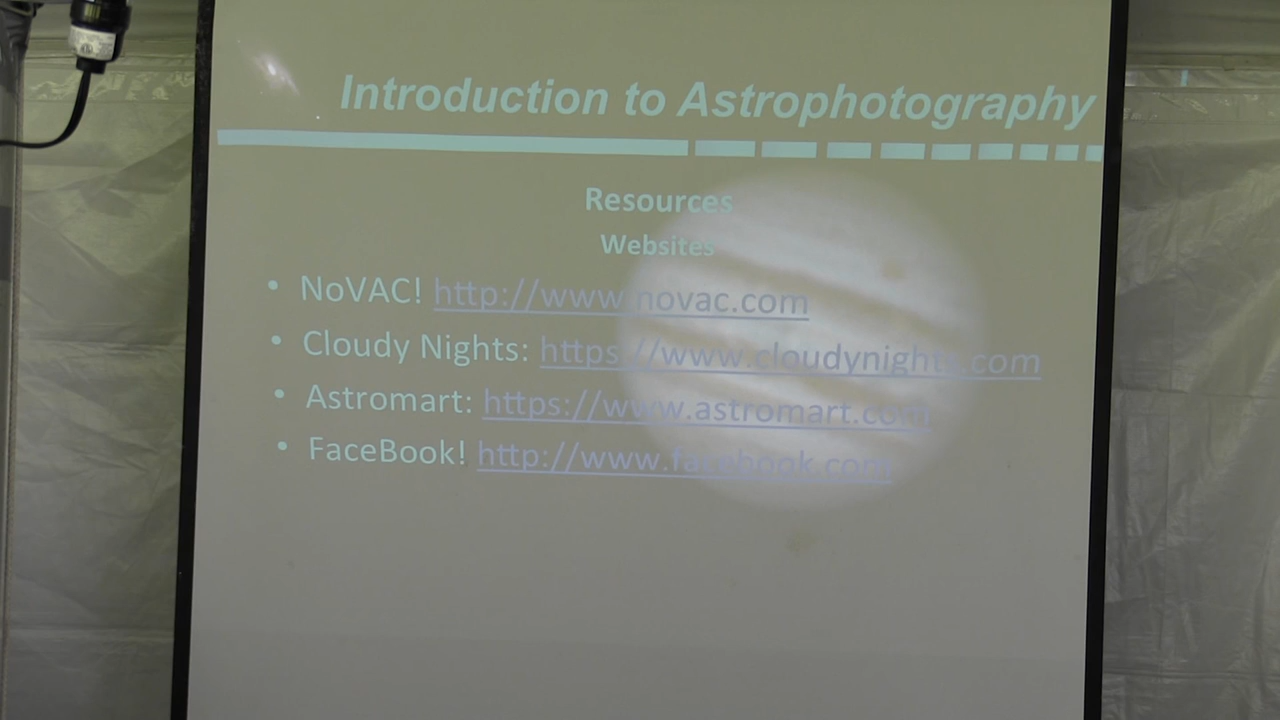 Introduction to Astrophotography
Resources
Websites
• NoVAC! http://www.novac.com
• Cloudy Nights: https://www.cloudynights.com
• Astromart: https://www.astromart.com
• FaceBook! http://www.facebook.com